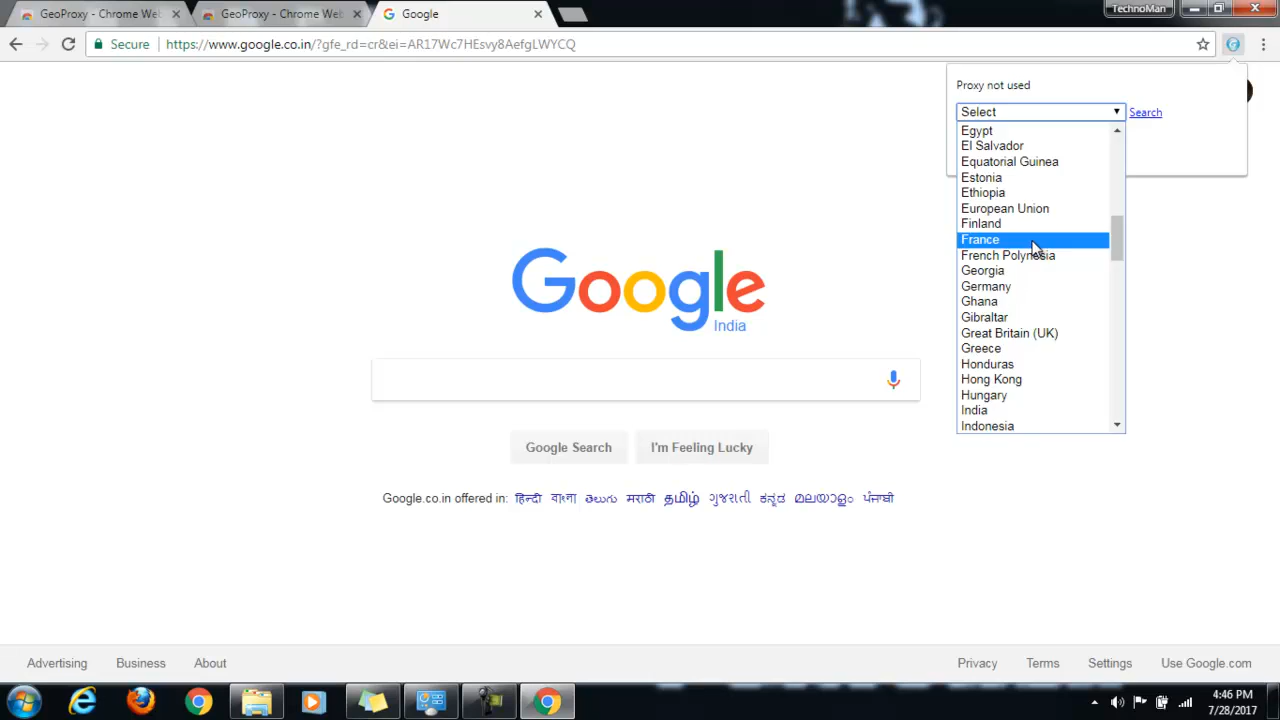 GeoProxy - Chrome Web
GeoProxy - Chrome Web
Google
TechnoMan
Secure
https://www.google.co.in/?gfe_rd=cr&ei=AR17Wc7HEsvy8AefgLWYCQ
Proxy not used
Select
Search
Egypt
El Salvador
Equatorial Guinea
Estonia
Ethiopia
European Union
Finland
France
French Polynesia
Georgia
Germany
Ghana
Gibraltar
Great Britain (UK)
Greece
Honduras
Hong Kong
Hungary
India
Indonesia
Google
India
Google Search
I'm Feeling Lucky
Google.co.in offered in: हिन्दी বাংলা తెలుగు मराठी தமிழ் ગુજરાતી ಕನ್ನಡ മലയാളം ਪੰਜਾਬੀ
Advertising Business About
Privacy Terms Settings Use Google.com
4:46 PM
7/28/2017